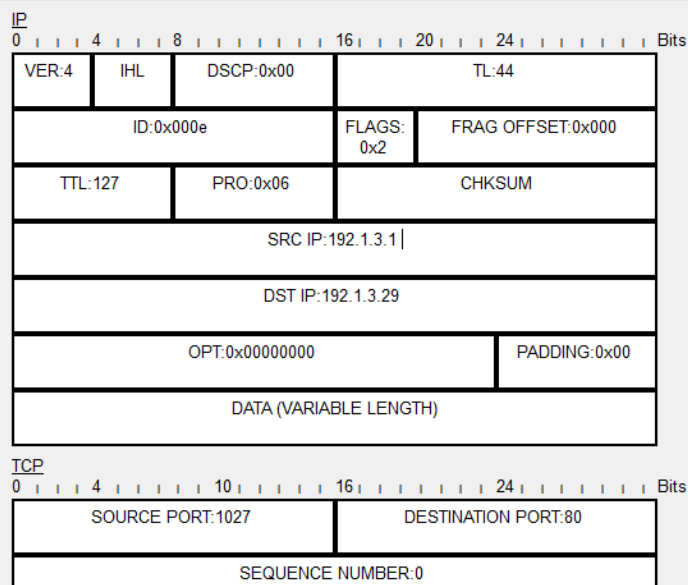 IP
0 4 8 16 20 24 Bits
VER:4 IHL DSCP:0x00 TL:44
ID:0x000e FLAGS: FRAG OFFSET:0x000
0x2
TTL:127 PRO:0x06 CHKSUM
SRC IP:192.1.3.1
DST IP:192.1.3.29
OPT:0x00000000 PADDING:0x00
DATA (VARIABLE LENGTH)
TCP
0 4 10 16 24 Bits
SOURCE PORT:1027 DESTINATION PORT:80
SEQUENCE NUMBER:0